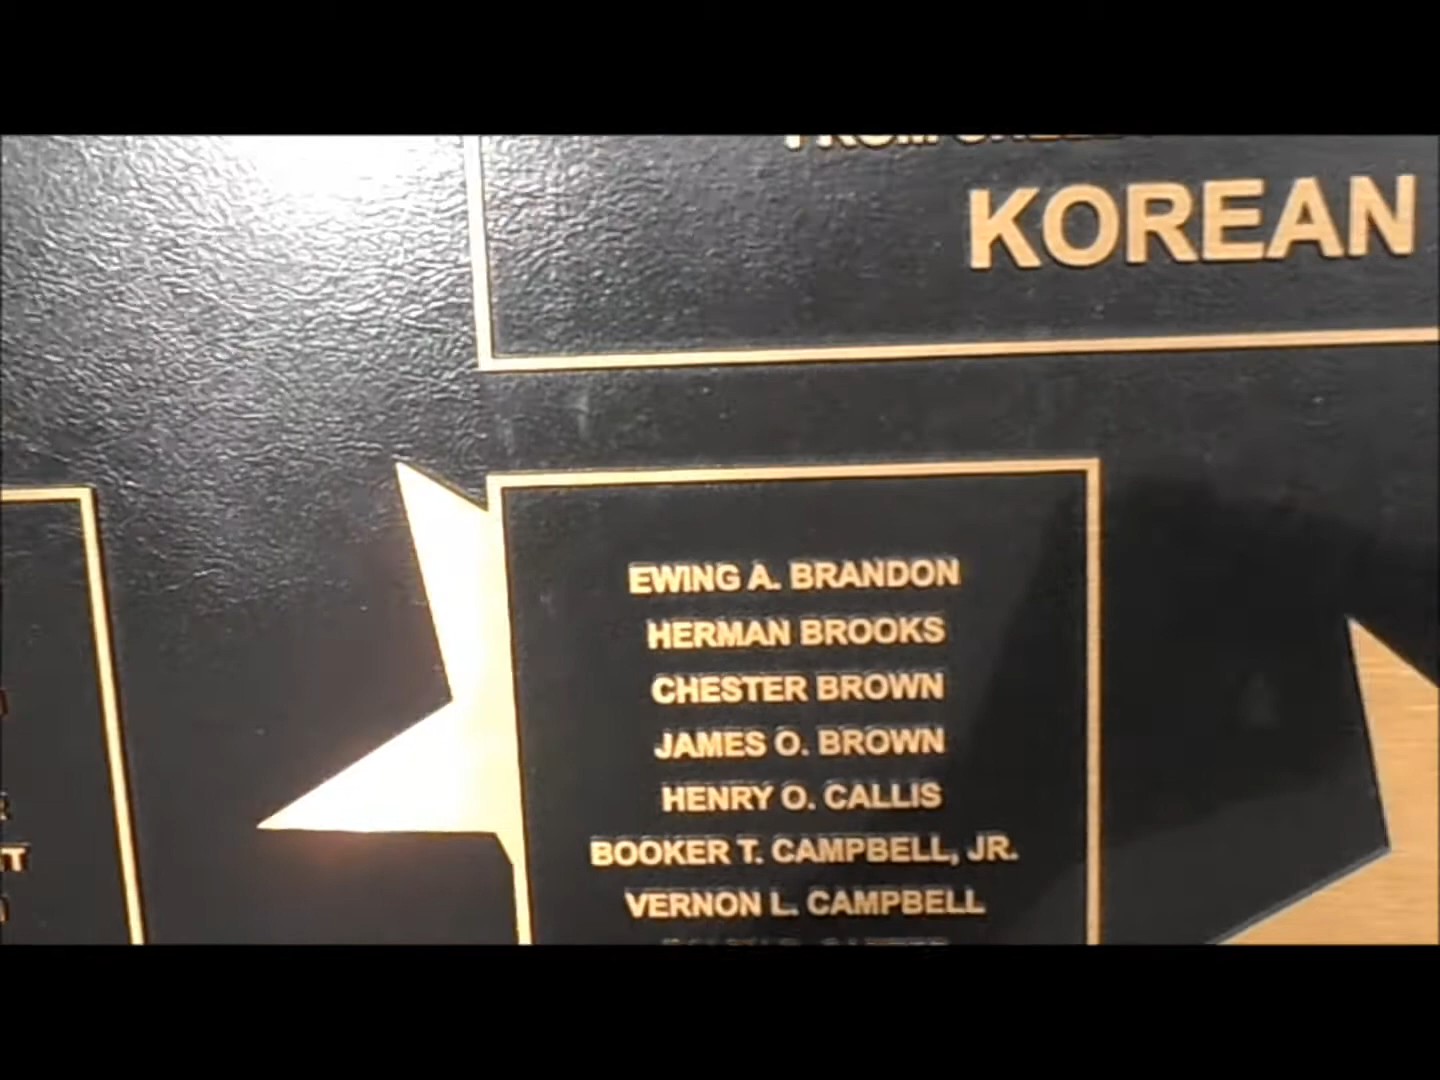 KOREAN
EWING A. BRANDON
HERMAN BROOKS
CHESTER BROWN
JAMES O. BROWN
HENRY O. CALLIS
BOOKER T. CAMPBELL, JR.
VERNON L. CAMPBELL